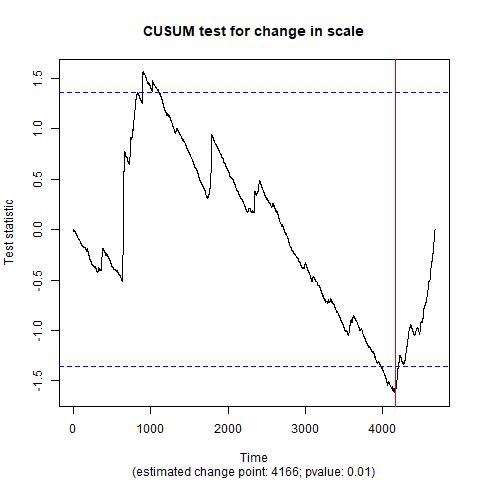 CUSUM test for change in scale
Test statistic
1.5
1.0
0.5
0.0
-0.5
-1.0
-1.5
0 1000 2000 3000 4000
Time
(estimated change point: 4166; pvalue: 0.01)